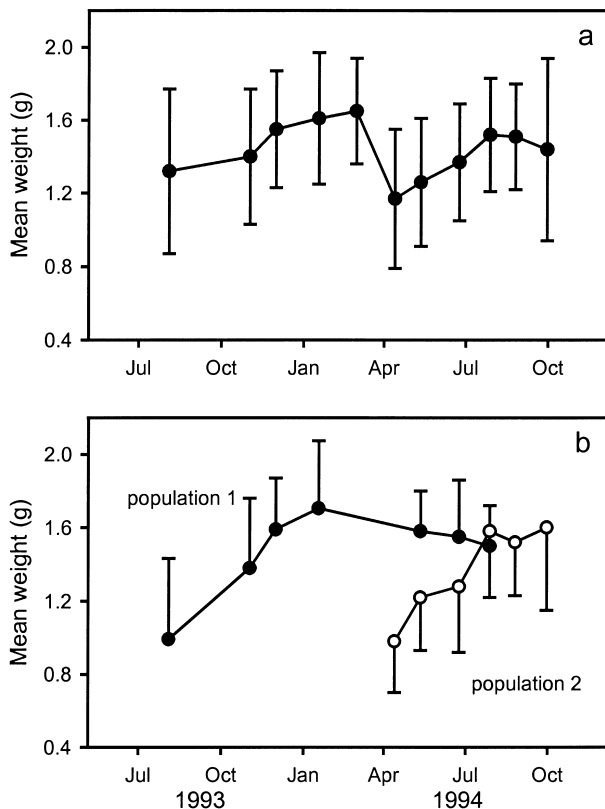 a
Mean weight (g)
2.0
1.6
1.2
0.8
0.4
Jul Oct Jan Apr Jul Oct
b
Mean weight (g)
2.0
population 1
1.6
1.2
0.8
population 2
0.4
Jul Oct Jan Apr Jul Oct
1993 1994